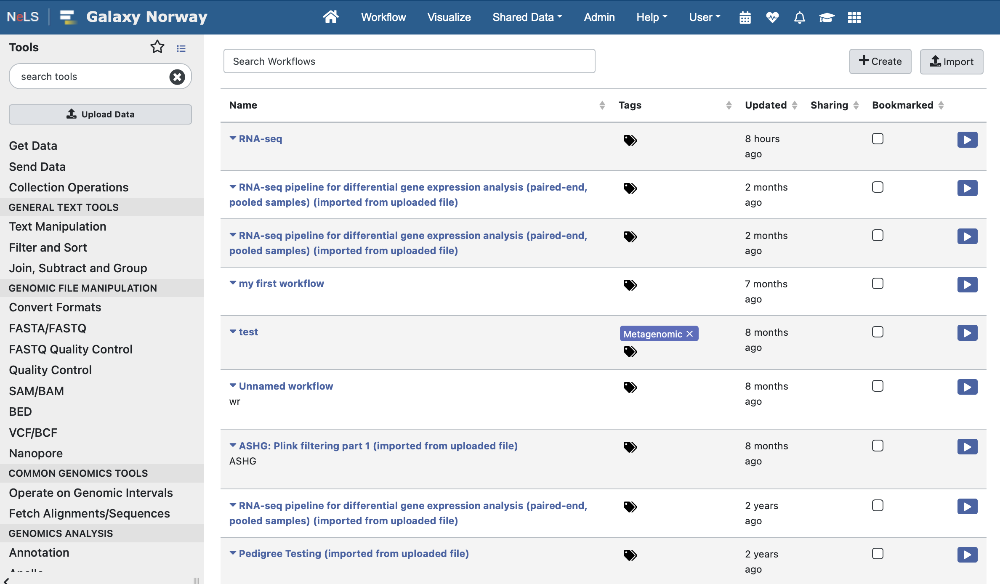 NeLS
Galaxy Norway
Workflow
Visualize
Shared Data
Admin
Help
User
Tools
search tools
Upload Data
Get Data
Send Data
Collection Operations
GENERAL TEXT TOOLS
Text Manipulation
Filter and Sort
Join, Subtract and Group
GENOMIC FILE MANIPULATION
Convert Formats
FASTA/FASTQ
FASTQ Quality Control
Quality Control
SAM/BAM
BED
VCF/BCF
Nanopore
COMMON GENOMICS TOOLS
Operate on Genomic Intervals
Fetch Alignments/Sequences
GENOMICS ANALYSIS
Annotation
Search Workflows
Create
Import
Name
Tags
Updated
Sharing
Bookmarked
RNA-seq
8 hours
ago
RNA-seq pipeline for differential gene expression analysis (paired-end,
pooled samples) (imported from uploaded file)
2 months
ago
RNA-seq pipeline for differential gene expression analysis (paired-end,
pooled samples) (imported from uploaded file)
2 months
ago
my first workflow
7 months
ago
test
Metagenomic
8 months
ago
Unnamed workflow
wr
8 months
ago
ASHG: Plink filtering part 1 (imported from uploaded file)
ASHG
8 months
ago
RNA-seq pipeline for differential gene expression analysis (paired-end,
pooled samples) (imported from uploaded file)
2 years
ago
Pedigree Testing (imported from uploaded file)
2 years
ago